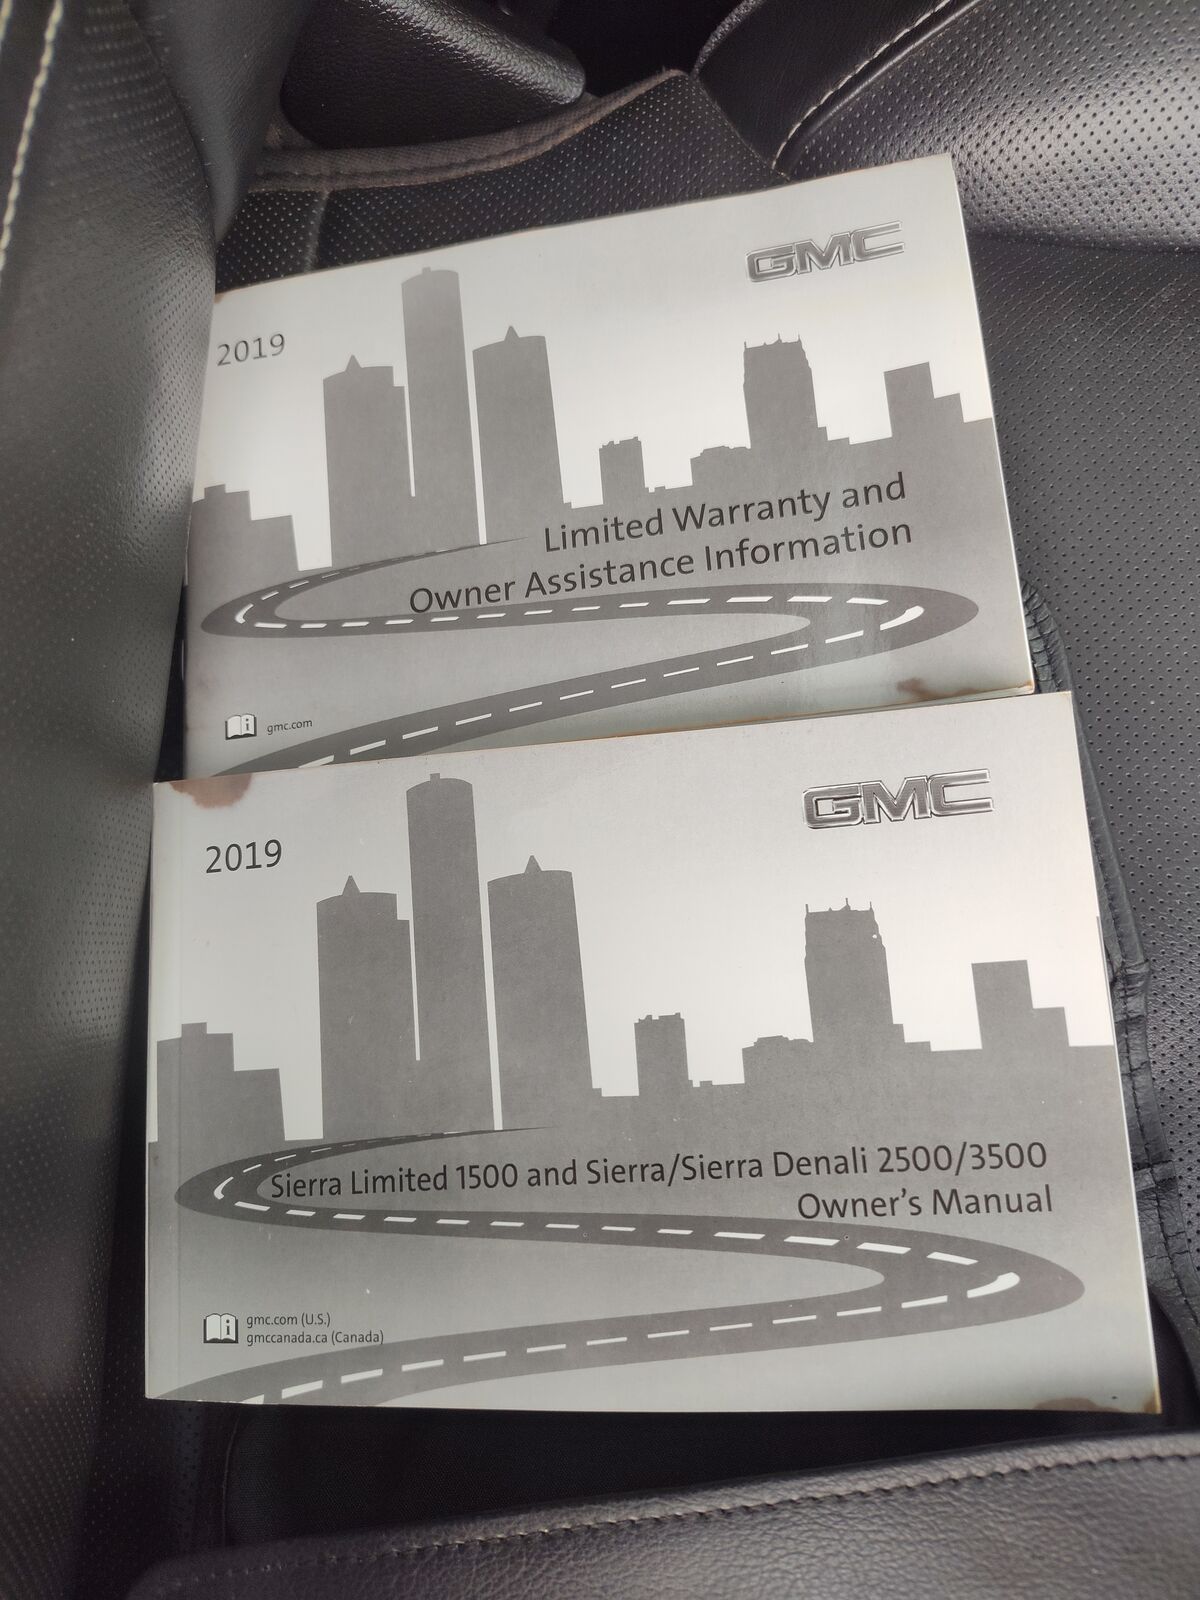 GMC
2019
Limited Warranty and
Owner Assistance Information
gmc.com
GMC
2019
Sierra Limited 1500 and Sierra/Sierra Denali 2500/3500
Owner's Manual
gmc.com (U.S.)
gmccanada.ca (Canada)